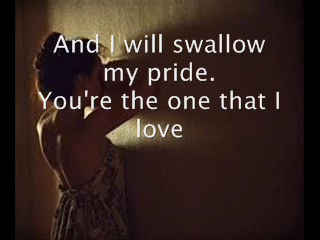 And I will swallow
my pride.
You're the one that I
love